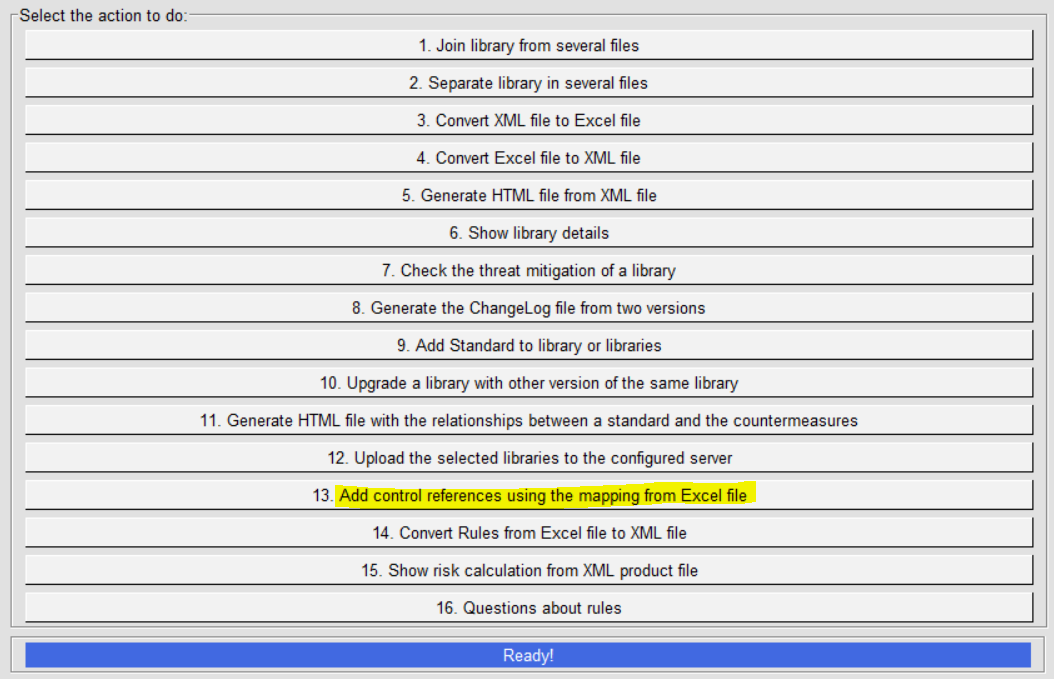 Select the action to do:
1. Join library from several files
2. Separate library in several files
3. Convert XML file to Excel file
4. Convert Excel file to XML file
5. Generate HTML file from XML file
6. Show library details
7. Check the threat mitigation of a library
8. Generate the ChangeLog file from two versions
9. Add Standard to library or libraries
10. Upgrade a library with other version of the same library
11. Generate HTML file with the relationships between a standard and the countermeasures
12. Upload the selected libraries to the configured server
13. Add control references using the mapping from Excel file
14. Convert Rules from Excel file to XML file
15. Show risk calculation from XML product file
16. Questions about rules
Ready!